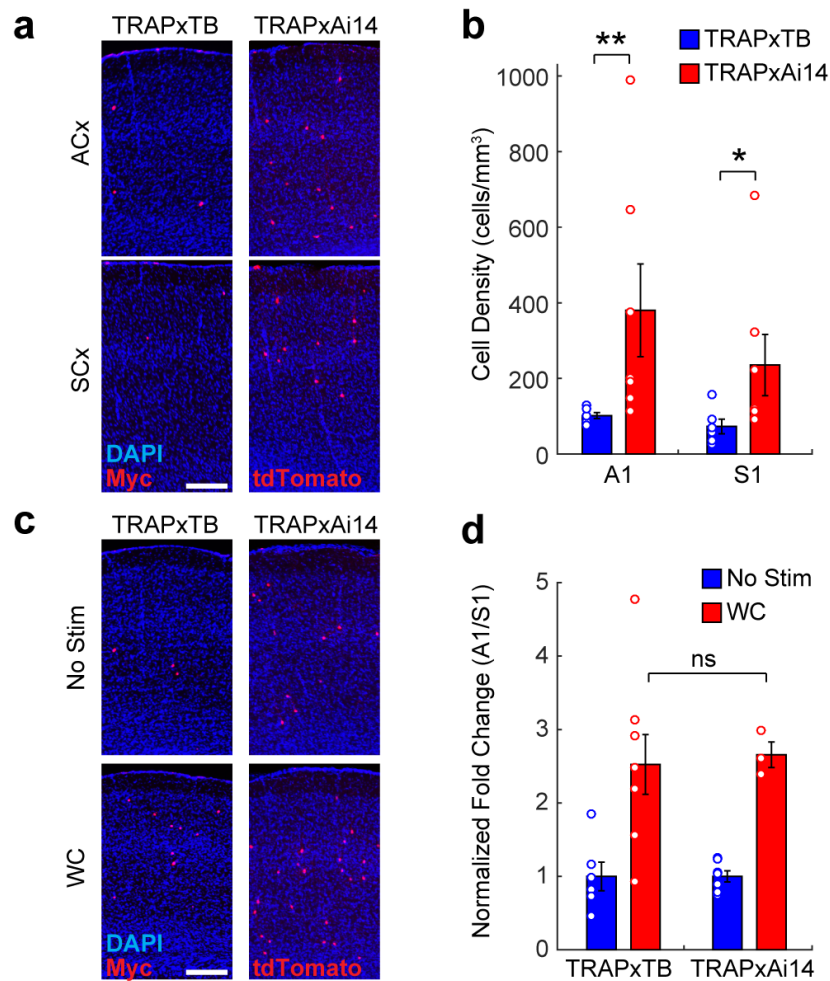 a
TRAPxTB TRAPxAi14
ACx
SCx
DAPI
Myc
tdTomato
b
TRAPxTB
TRAPxAi14
**
*
Cell Density (cells/mm³)
1000
800
600
400
200
0
A1 S1
c
TRAPxTB TRAPxAi14
No Stim
WC
DAPI
Myc
tdTomato
d
No Stim
WC
ns
Normalized Fold Change (A1/S1)
5
4
3
2
1
0
TRAPxTB TRAPxAi14